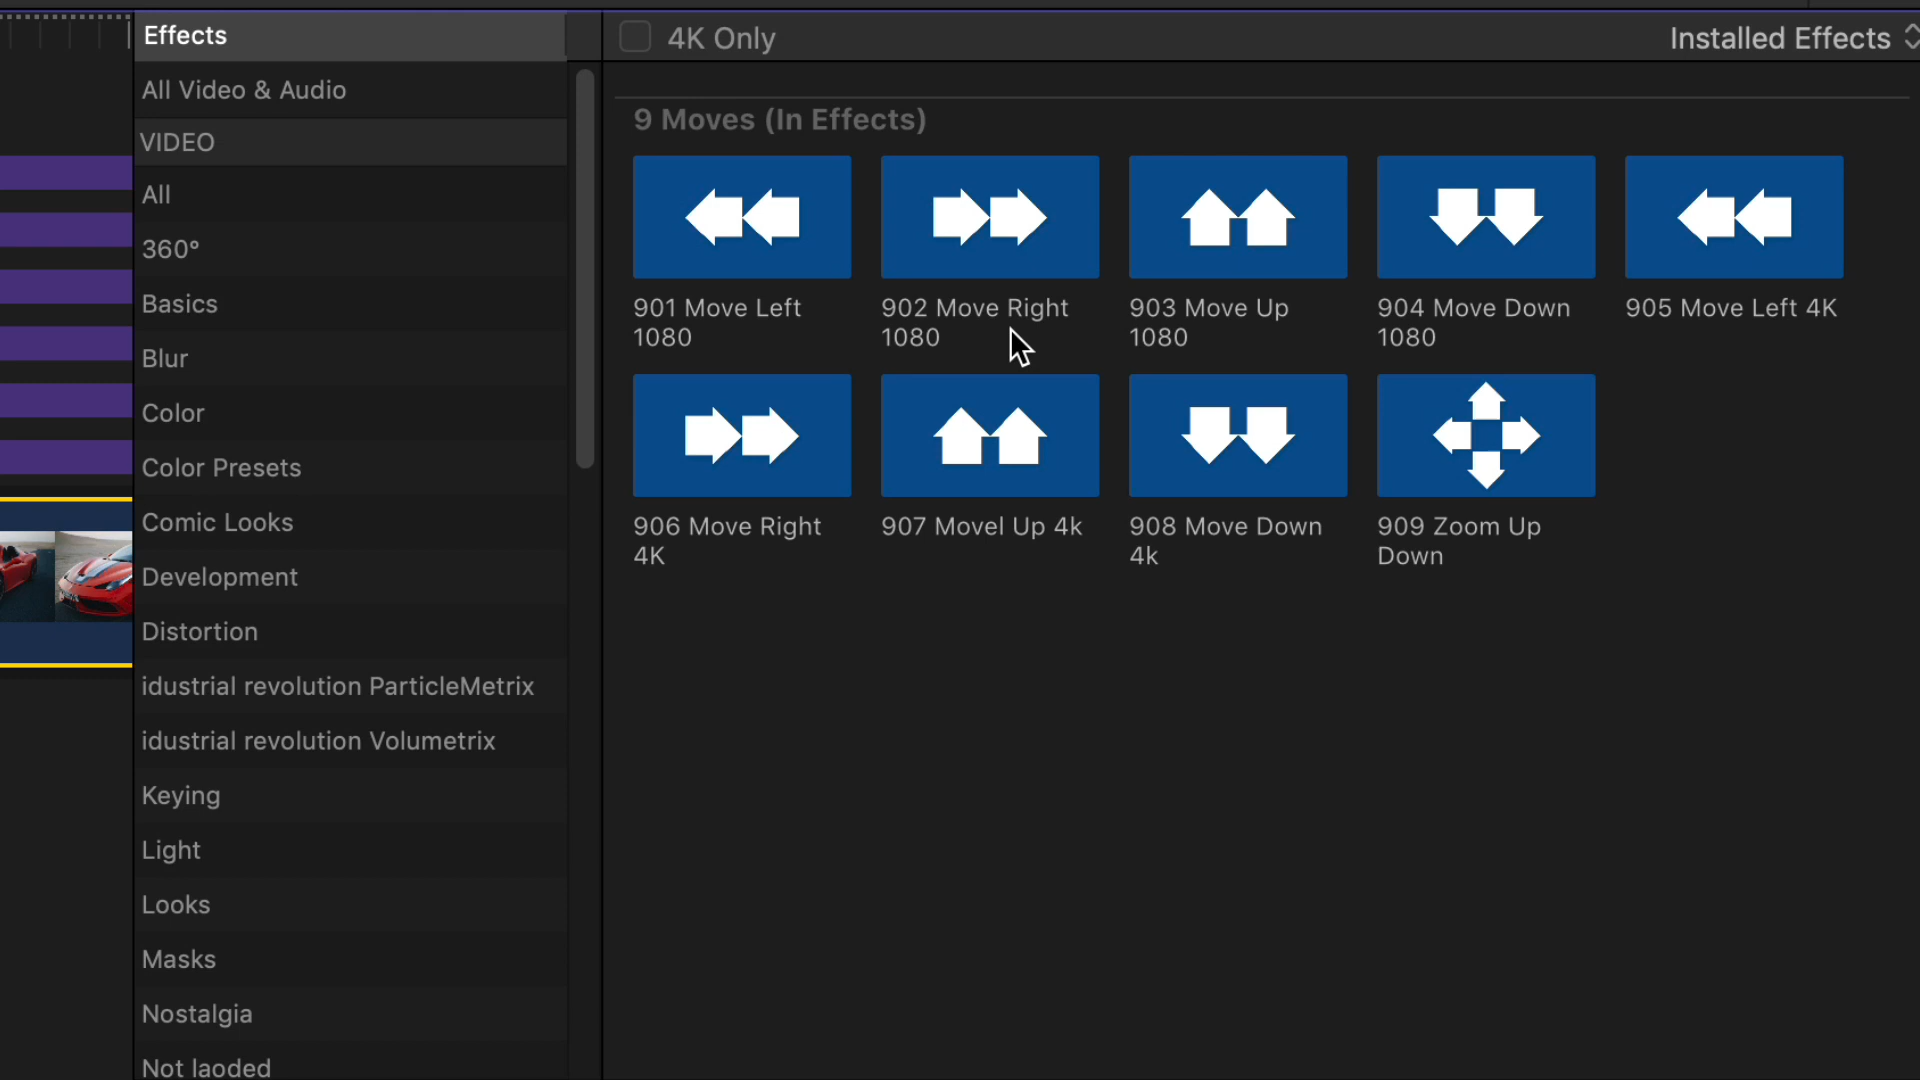 Effects
All Video & Audio
VIDEO
All
360°
Basics
Blur
Color
Color Presets
Comic Looks
Development
Distortion
idustrial revolution ParticleMetrix
idustrial revolution Volumetrix
Keying
Light
Looks
Masks
Nostalgia
Not laoded
4K Only
Installed Effects
9 Moves (In Effects)
901 Move Left
1080
902 Move Right
1080
903 Move Up
1080
904 Move Down
1080
905 Move Left 4K
906 Move Right
4K
907 Movel Up 4k
908 Move Down
4k
909 Zoom Up
Down